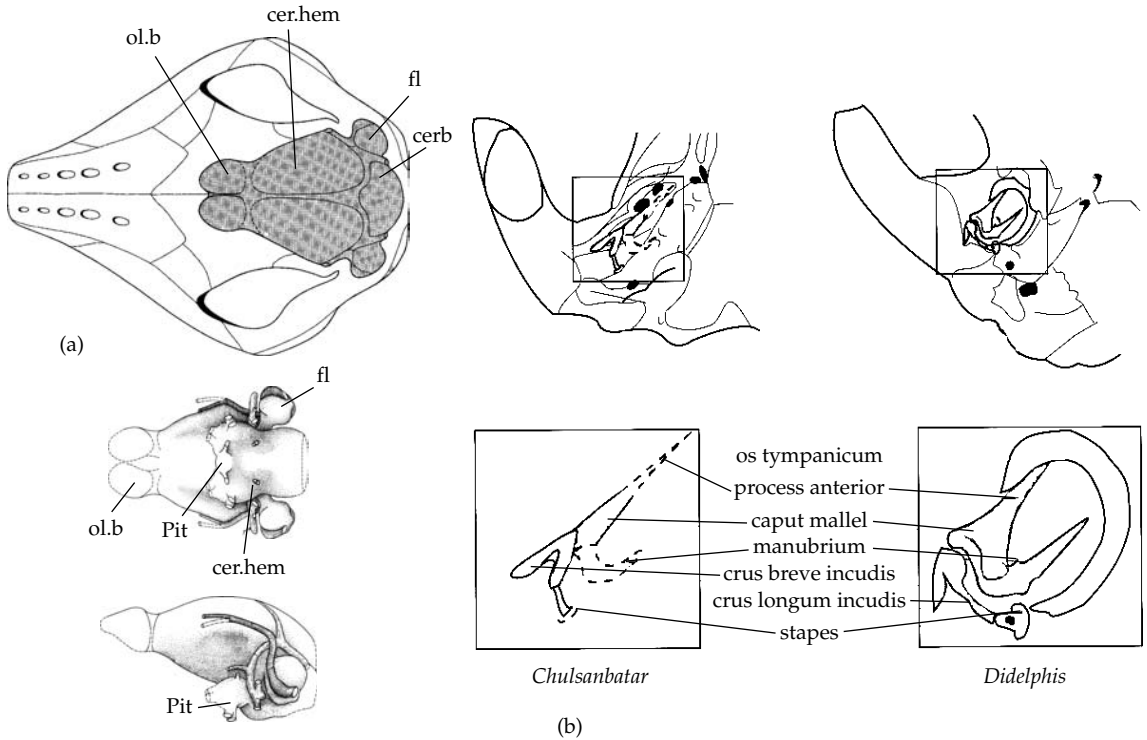 cer.hem
ol.b
fl
cerb
(a)
fl
ol.b
Pit
cer.hem
Pit
os tympanicum
process anterior
caput mallel
manubrium
crus breve incudis
crus longum incudis
stapes
Chulsanbatar
Didelphis
(b)